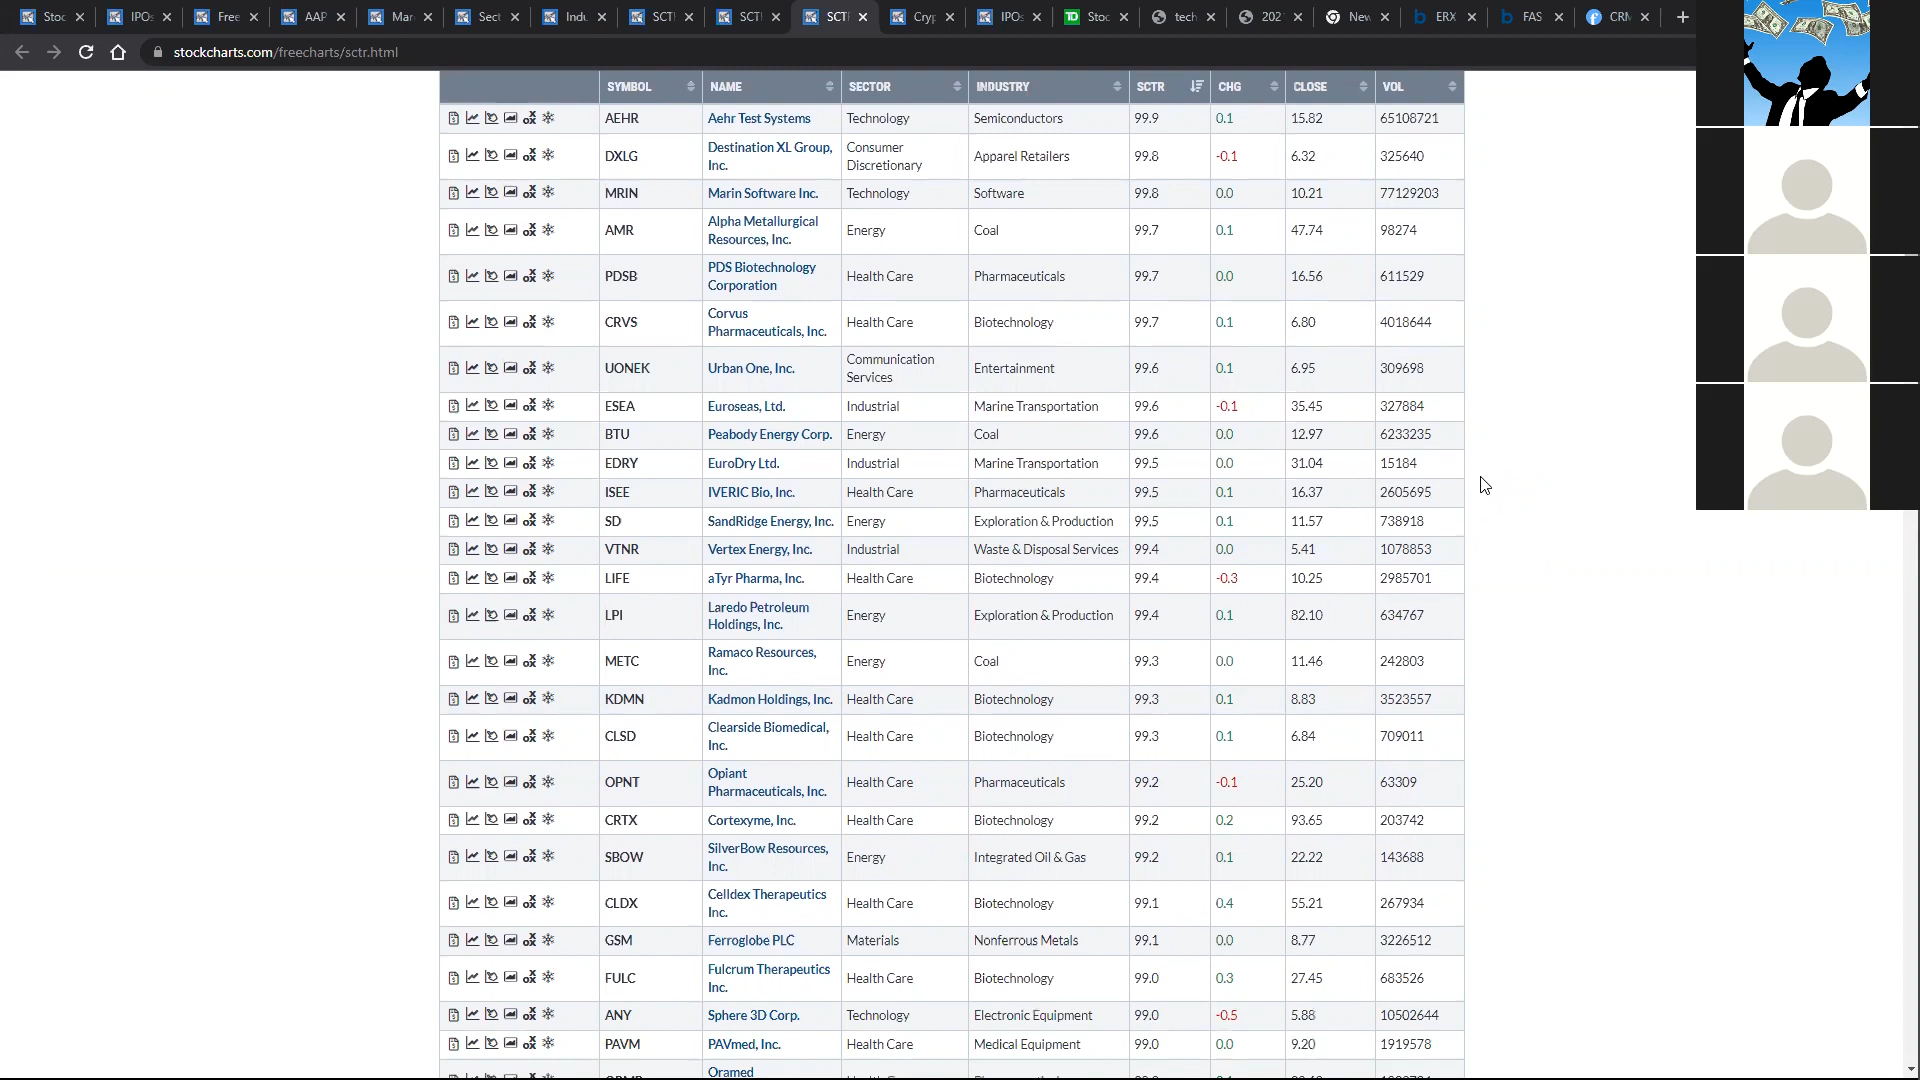 Stoc IPOs Free AAP Mar Sect Indu SCT SCT SCT Cryp IPOs Stoc tech 202 New ERX FAS CRM
stockcharts.com/freecharts/sctr.html
SYMBOL NAME SECTOR INDUSTRY SCTR CHG CLOSE VOL
AEHR Aehr Test Systems Technology Semiconductors 99.9 0.1 15.82 65108721
DXLG Destination XL Group, Inc. Consumer Discretionary Apparel Retailers 99.8 -0.1 6.32 325640
MRIN Marin Software Inc. Technology Software 99.8 0.0 10.21 77129203
AMR Alpha Metallurgical Resources, Inc. Energy Coal 99.7 0.1 47.74 98274
PDSB PDS Biotechnology Corporation Health Care Pharmaceuticals 99.7 0.0 16.56 611529
CRVS Corvus Pharmaceuticals, Inc. Health Care Biotechnology 99.7 0.1 6.80 4018644
UONEK Urban One, Inc. Communication Services Entertainment 99.6 0.1 6.95 309698
ESEA Euroseas, Ltd. Industrial Marine Transportation 99.6 -0.1 35.45 327884
BTU Peabody Energy Corp. Energy Coal 99.6 0.0 12.97 6233235
EDRY EuroDry Ltd. Industrial Marine Transportation 99.5 0.0 31.04 15184
ISEE IVERIC Bio, Inc. Health Care Pharmaceuticals 99.5 0.1 16.37 2605695
SD SandRidge Energy, Inc. Energy Exploration & Production 99.5 0.1 11.57 738918
VTNR Vertex Energy, Inc. Industrial Waste & Disposal Services 99.4 0.0 5.41 1078853
LIFE aTyr Pharma, Inc. Health Care Biotechnology 99.4 -0.3 10.25 2985701
LPI Laredo Petroleum Holdings, Inc. Energy Exploration & Production 99.4 0.1 82.10 634767
METC Ramaco Resources, Inc. Energy Coal 99.3 0.0 11.46 242803
KDMN Kadmon Holdings, Inc. Health Care Biotechnology 99.3 0.1 8.83 3523557
CLSD Clearside Biomedical, Inc. Health Care Biotechnology 99.3 0.1 6.84 709011
OPNT Opiant Pharmaceuticals, Inc. Health Care Pharmaceuticals 99.2 -0.1 25.20 63309
CRTX Cortexyme, Inc. Health Care Biotechnology 99.2 0.2 93.65 203742
SBOW SilverBow Resources, Inc. Energy Integrated Oil & Gas 99.2 0.1 22.22 143688
CLDX Celldex Therapeutics Inc. Health Care Biotechnology 99.1 0.4 55.21 267934
GSM Ferroglobe PLC Materials Nonferrous Metals 99.1 0.0 8.77 3226512
FULC Fulcrum Therapeutics Inc. Health Care Biotechnology 99.0 0.3 27.45 683526
ANY Sphere 3D Corp. Technology Electronic Equipment 99.0 -0.5 5.88 10502644
PAVM PAVmed, Inc. Health Care Medical Equipment 99.0 0.0 9.20 1919578
Oramed